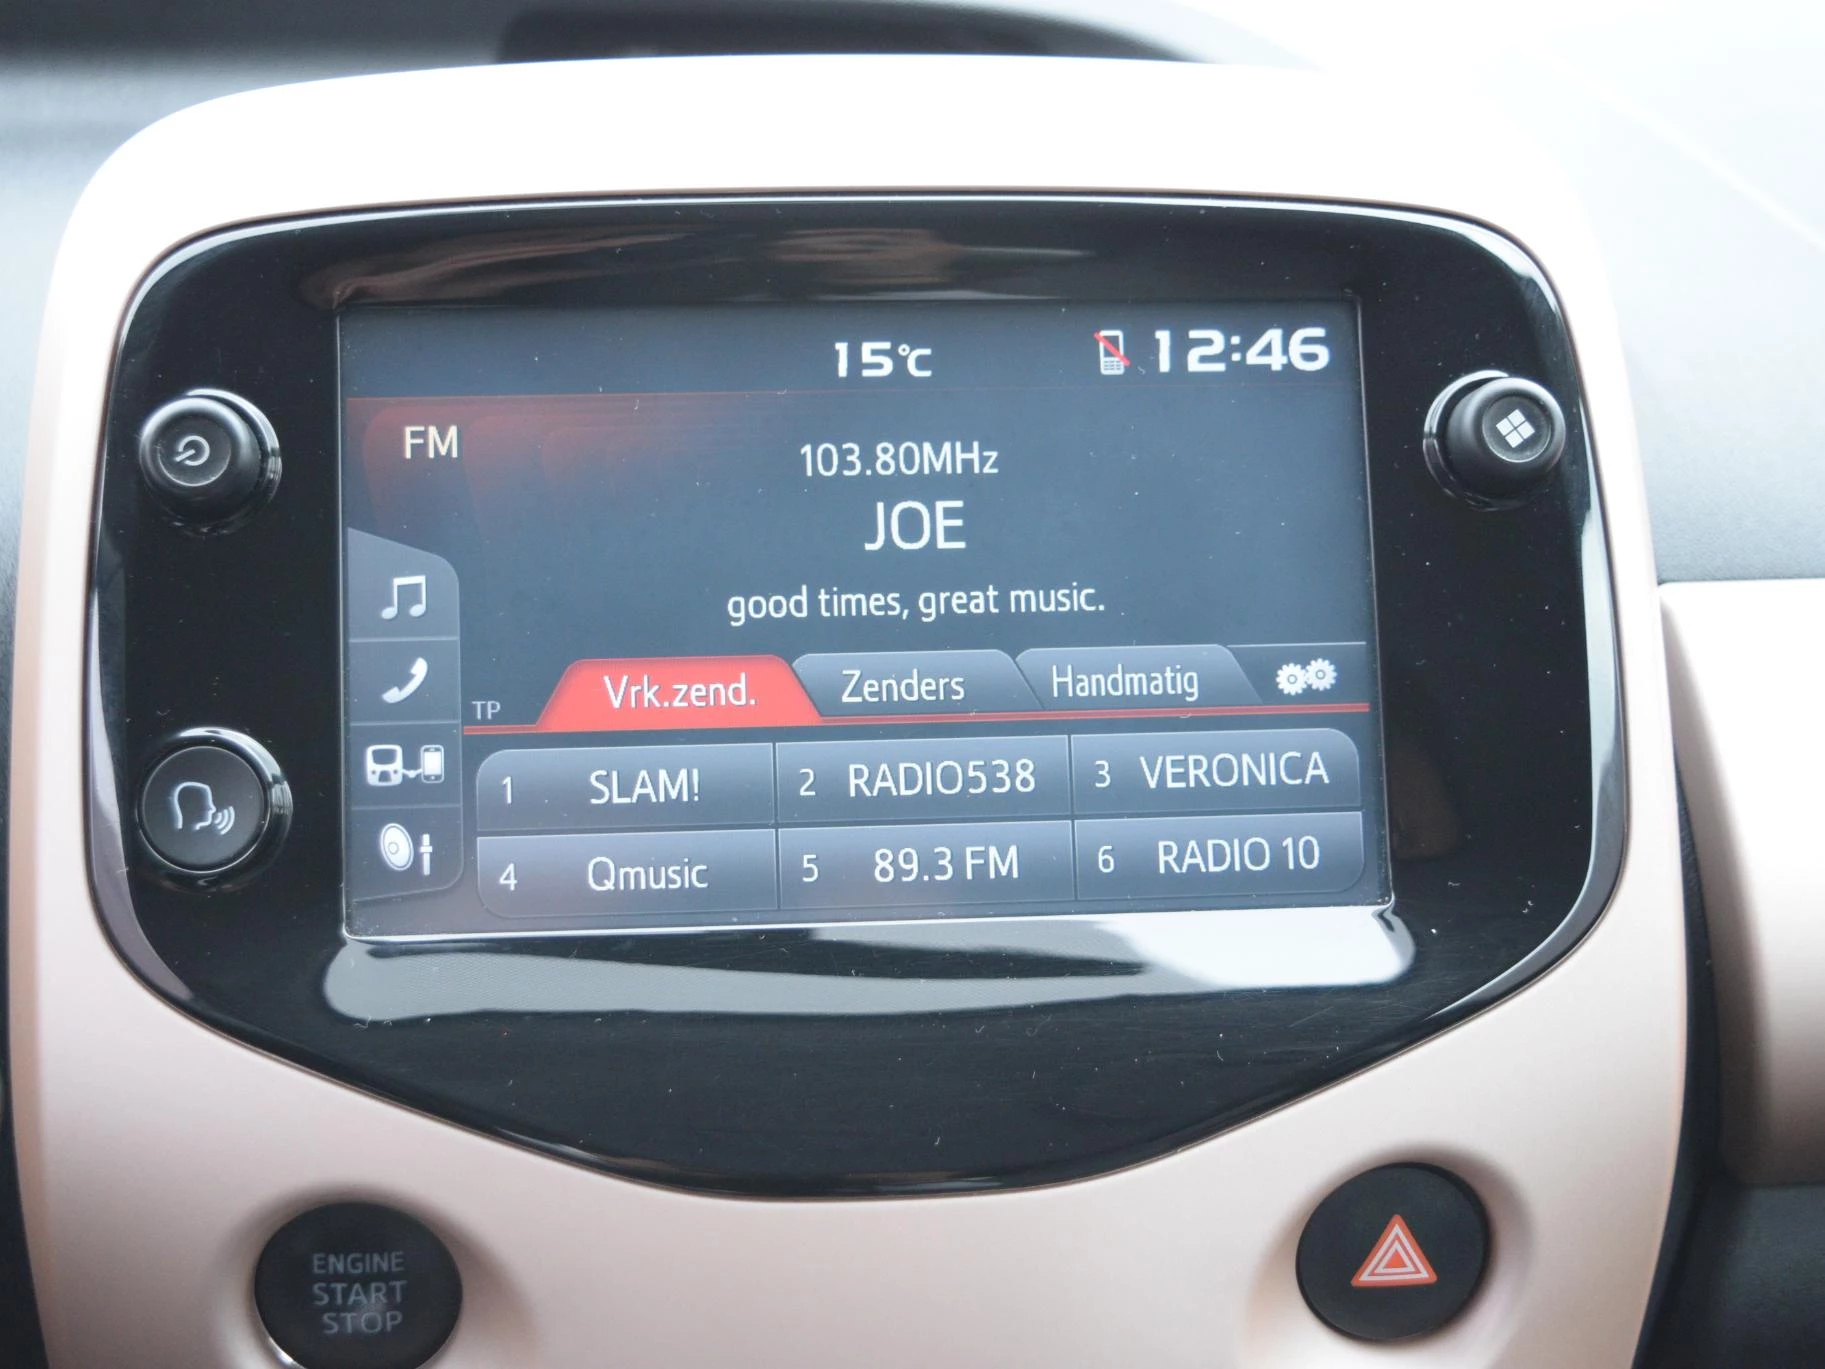 15°C
12:46
FM
103.80MHz
JOE
good times, great music.
TP
Vrk.zend.
Zenders
Handmatig
1 SLAM!
2 RADIO538
3 VERONICA
4 Qmusic
5 89.3 FM
6 RADIO 10
ENGINE
START
STOP